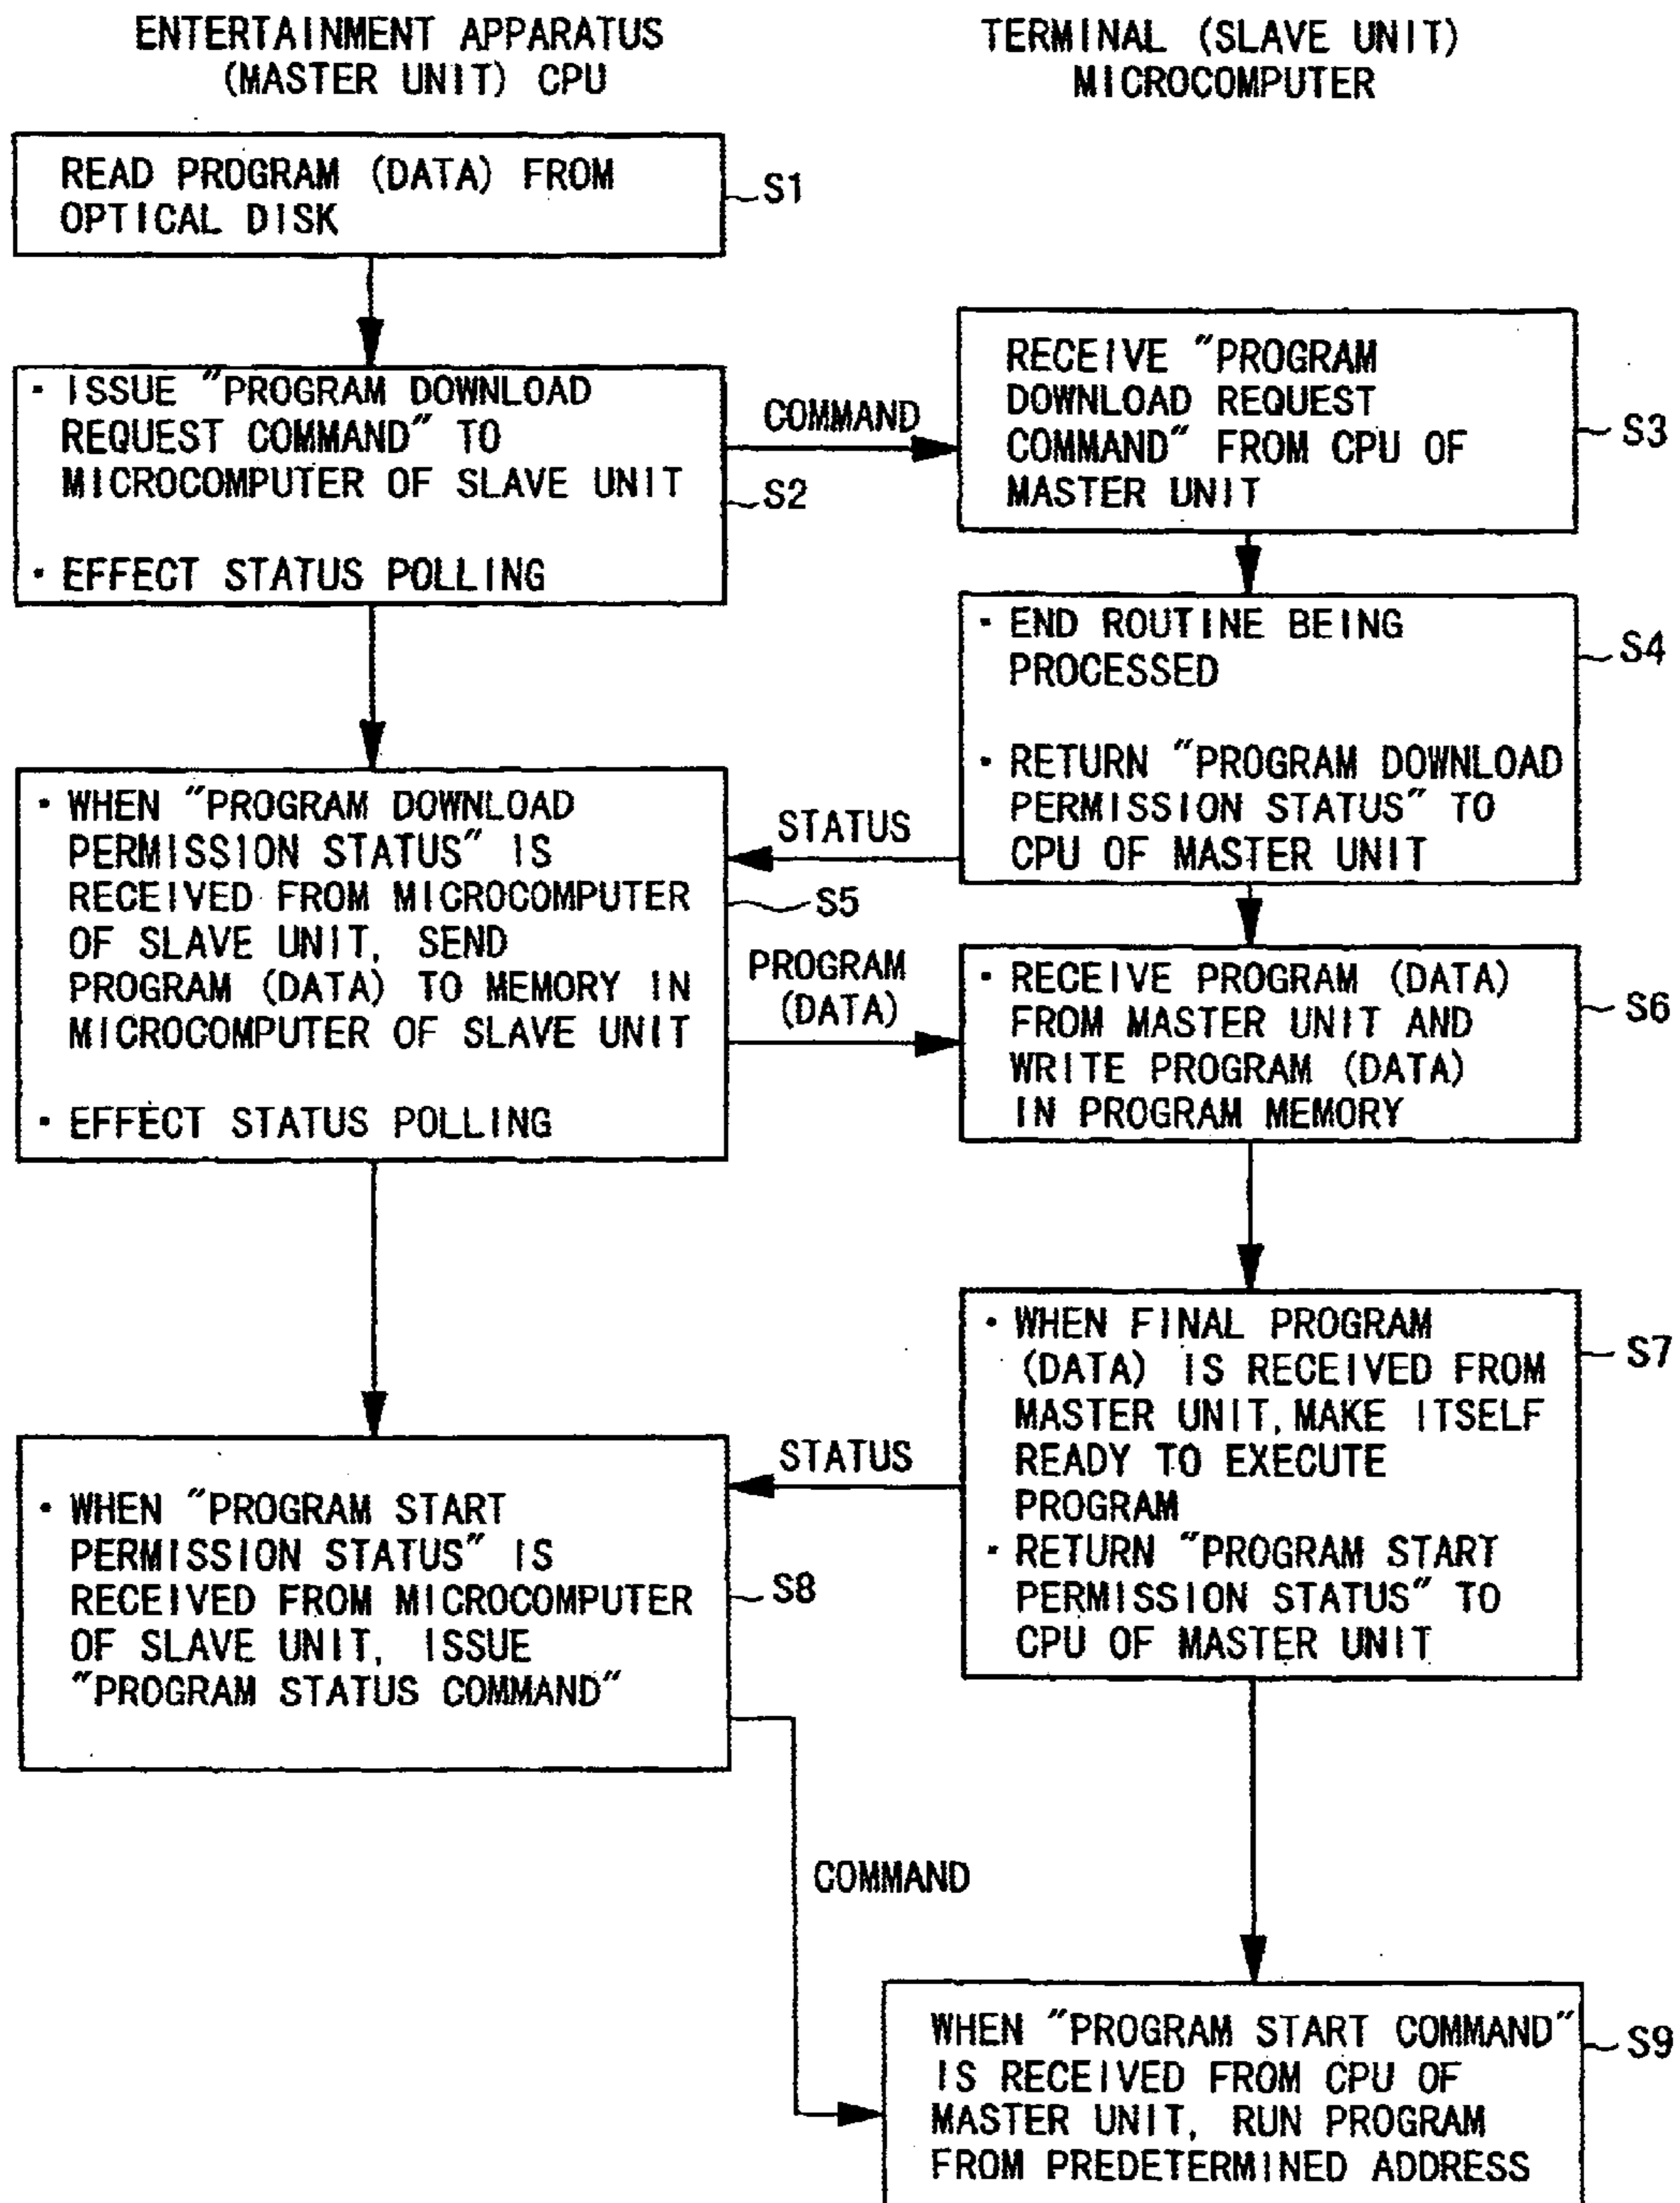 ENTERTAINMENT APPARATUS
(MASTER UNIT) CPU
TERMINAL (SLAVE UNIT)
MICROCOMPUTER
READ PROGRAM (DATA) FROM
OPTICAL DISK
S1
· ISSUE "PROGRAM DOWNLOAD
REQUEST COMMAND" TO
MICROCOMPUTER OF SLAVE UNIT
· EFFECT STATUS POLLING
S2
COMMAND
RECEIVE "PROGRAM
DOWNLOAD REQUEST
COMMAND" FROM CPU OF
MASTER UNIT
S3
· END ROUTINE BEING
PROCESSED
· RETURN "PROGRAM DOWNLOAD
PERMISSION STATUS" TO
CPU OF MASTER UNIT
S4
STATUS
· WHEN "PROGRAM DOWNLOAD
PERMISSION STATUS" IS
RECEIVED FROM MICROCOMPUTER
OF SLAVE UNIT, SEND
PROGRAM (DATA) TO MEMORY IN
MICROCOMPUTER OF SLAVE UNIT
· EFFECT STATUS POLLING
S5
PROGRAM
(DATA)
· RECEIVE PROGRAM (DATA)
FROM MASTER UNIT AND
WRITE PROGRAM (DATA)
IN PROGRAM MEMORY
S6
· WHEN FINAL PROGRAM
(DATA) IS RECEIVED FROM
MASTER UNIT, MAKE ITSELF
READY TO EXECUTE
PROGRAM
· RETURN "PROGRAM START
PERMISSION STATUS" TO
CPU OF MASTER UNIT
S7
STATUS
· WHEN "PROGRAM START
PERMISSION STATUS" IS
RECEIVED FROM MICROCOMPUTER
OF SLAVE UNIT, ISSUE
"PROGRAM STATUS COMMAND"
S8
COMMAND
WHEN "PROGRAM START COMMAND"
IS RECEIVED FROM CPU OF
MASTER UNIT, RUN PROGRAM
FROM PREDETERMINED ADDRESS
S9